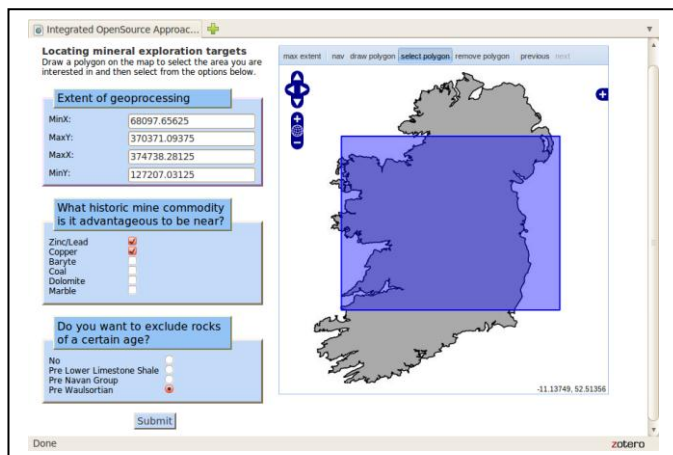 Integrated OpenSource Approac...
Locating mineral exploration targets
Draw a polygon on the map to select the area you are
interested in and then select from the options below.
Extent of geoprocessing
MinX: 68097.65625
MaxY: 370371.09375
MaxX: 374738.28125
MinY: 127207.03125
What historic mine commodity
is it advantageous to be near?
Zinc/Lead
Copper
Baryte
Coal
Dolomite
Marble
Do you want to exclude rocks
of a certain age?
No
Pre Lower Limestone Shale
Pre Navan Group
Pre Waulsortian
Submit
max extent nav draw polygon select polygon remove polygon previous next
-11.13749, 52.51356
Done
zotero